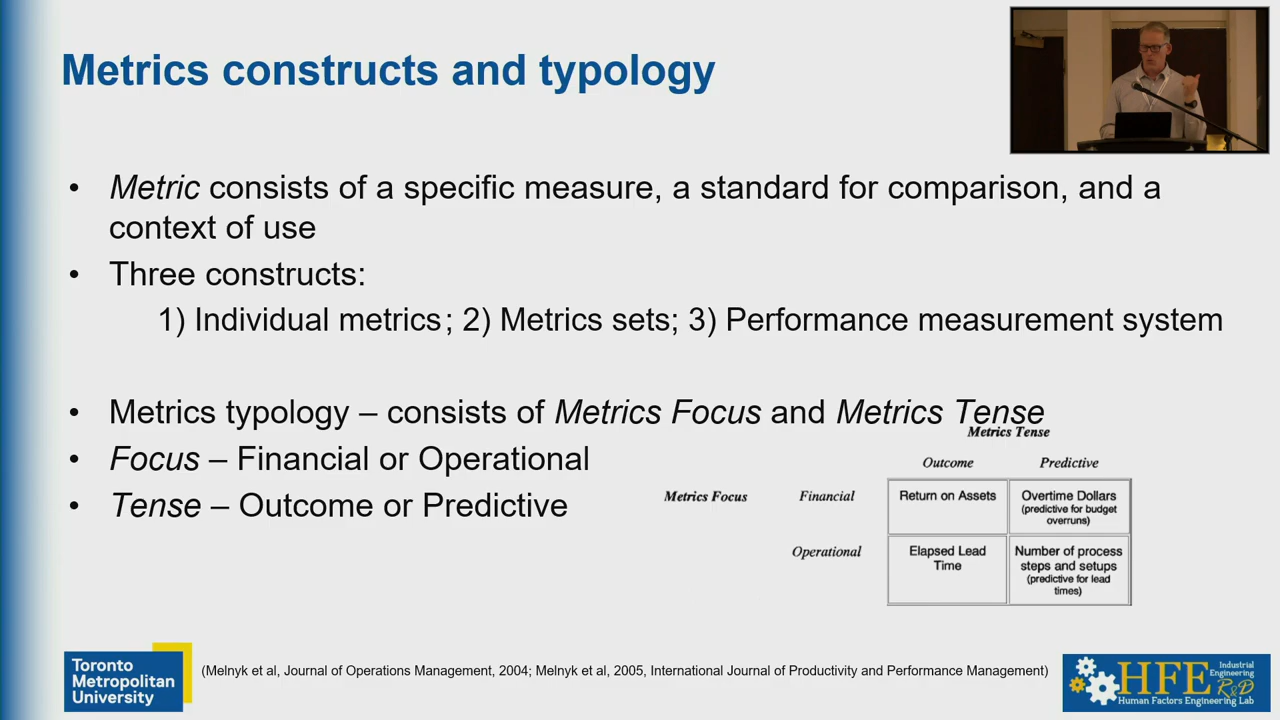 Metrics constructs and typology
• Metric consists of a specific measure, a standard for comparison, and a
context of use
• Three constructs:
1) Individual metrics; 2) Metrics sets; 3) Performance measurement system
• Metrics typology – consists of Metrics Focus and Metrics Tense
• Focus – Financial or Operational
• Tense – Outcome or Predictive
Metrics Tense
Outcome Predictive
Metrics Focus Financial Return on Assets Overtime Dollars
(predictive for budget
overruns)
Operational Elapsed Lead Number of process
Time steps and setups
(predictive for lead
times)
Toronto
Metropolitan
University
(Melnyk et al, Journal of Operations Management, 2004; Melnyk et al, 2005, International Journal of Productivity and Performance Management)
HFE Industrial
Engineering
R&D
Human Factors Engineering Lab